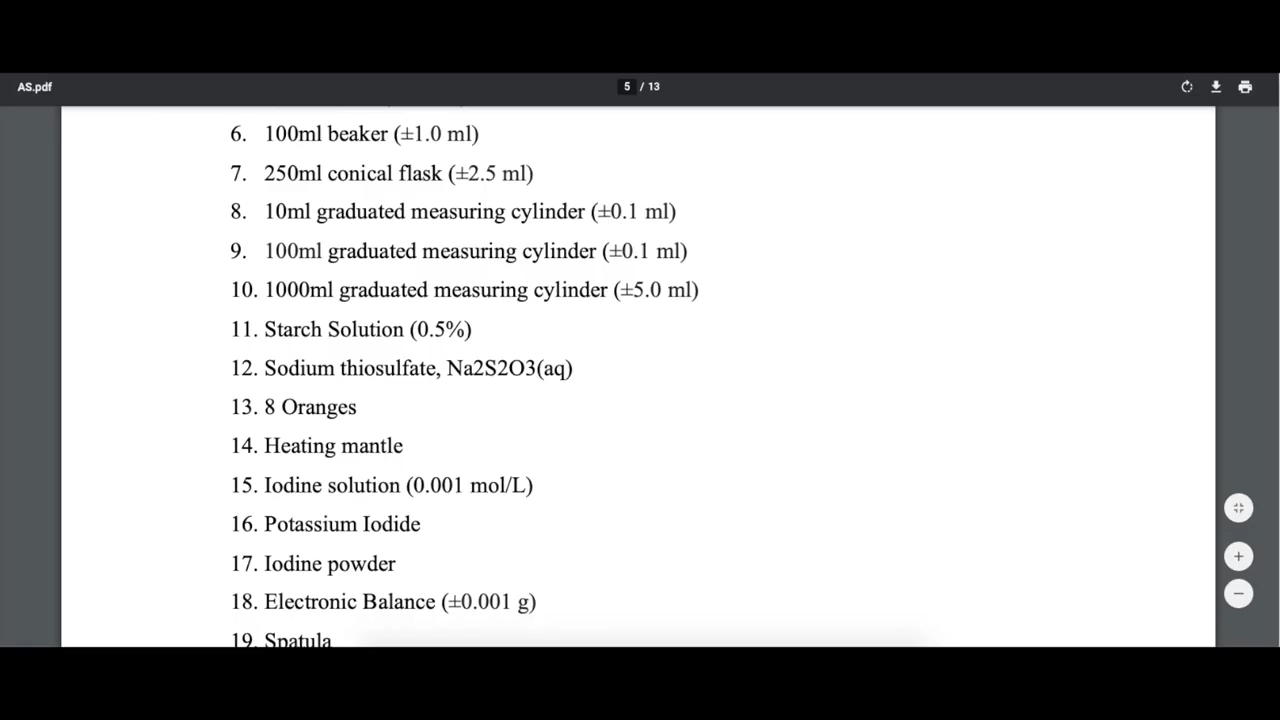 AS.pdf
5 / 13
6. 100ml beaker (±1.0 ml)
7. 250ml conical flask (±2.5 ml)
8. 10ml graduated measuring cylinder (±0.1 ml)
9. 100ml graduated measuring cylinder (±0.1 ml)
10. 1000ml graduated measuring cylinder (±5.0 ml)
11. Starch Solution (0.5%)
12. Sodium thiosulfate, Na2S2O3(aq)
13. 8 Oranges
14. Heating mantle
15. Iodine solution (0.001 mol/L)
16. Potassium Iodide
17. Iodine powder
18. Electronic Balance (±0.001 g)
19. Spatula